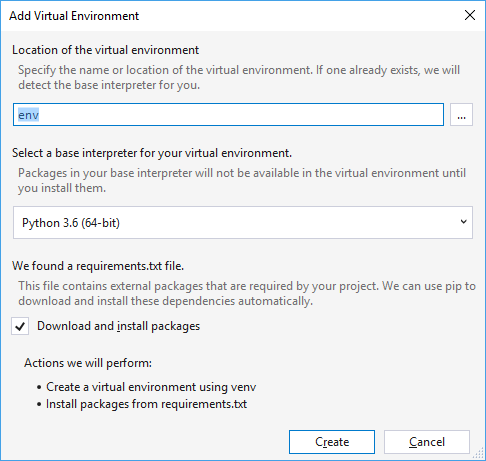 Add Virtual Environment
Location of the virtual environment
Specify the name or location of the virtual environment. If one already exists, we will
detect the base interpreter for you.
env
...
Select a base interpreter for your virtual environment.
Packages in your base interpreter will not be available in the virtual environment until
you install them.
Python 3.6 (64-bit)
We found a requirements.txt file.
This file contains external packages that are required by your project. We can use pip to
download and install these dependencies automatically.
Download and install packages
Actions we will perform:
• Create a virtual environment using venv
• Install packages from requirements.txt
Create Cancel